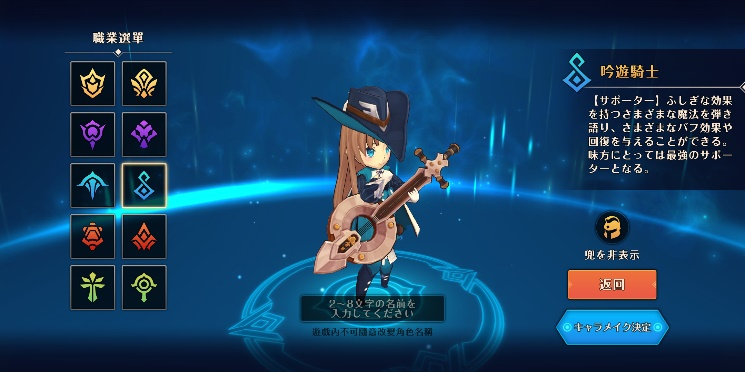 職業選單
吟遊騎士
【サポーター】ふしぎな効果
を持つさまざまな魔法を弾き
語り、さまざまなバフ効果や
回復を与えることができる。
味方にとっては最強のサポー
ターとなる。
兜を非表示
返回
キャラメイク決定
2～8文字の名前を
入力してください
遊戲內不可隨意改變角色名稱